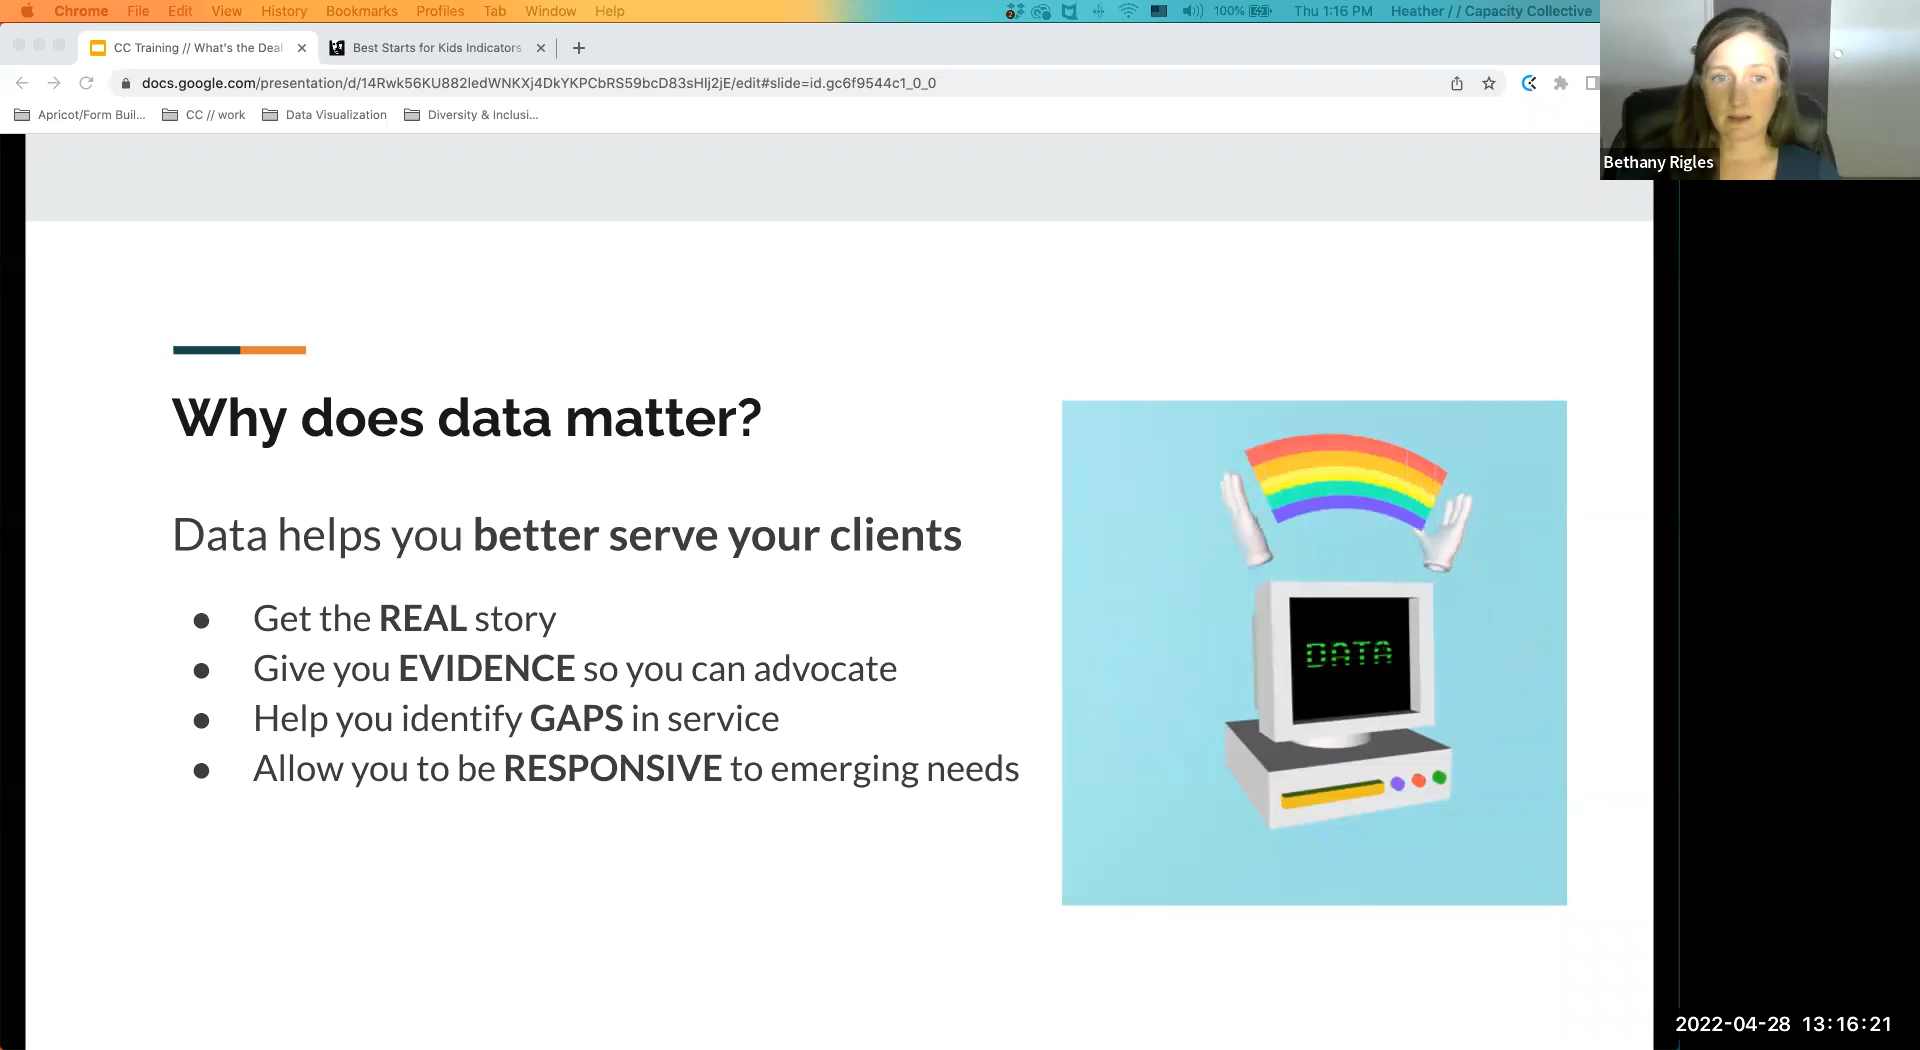 Chrome File Edit View History Bookmarks Profiles Tab Window Help 100% Thu 1:16 PM Heather // Capacity Collective
CC Training // What's the Deal Best Starts for Kids Indicators
docs.google.com/presentation/d/14Rwk56KU882ledWNKXj4DkYKPCbRS59bcD83sHlj2jE/edit#slide=id.gc6f9544c1_0_0
Apricot/Form Buil... CC // work Data Visualization Diversity & Inclusi...
Bethany Rigles
Why does data matter?
Data helps you better serve your clients
● Get the REAL story
● Give you EVIDENCE so you can advocate
● Help you identify GAPS in service
● Allow you to be RESPONSIVE to emerging needs
DATA
2022-04-28 13:16:21